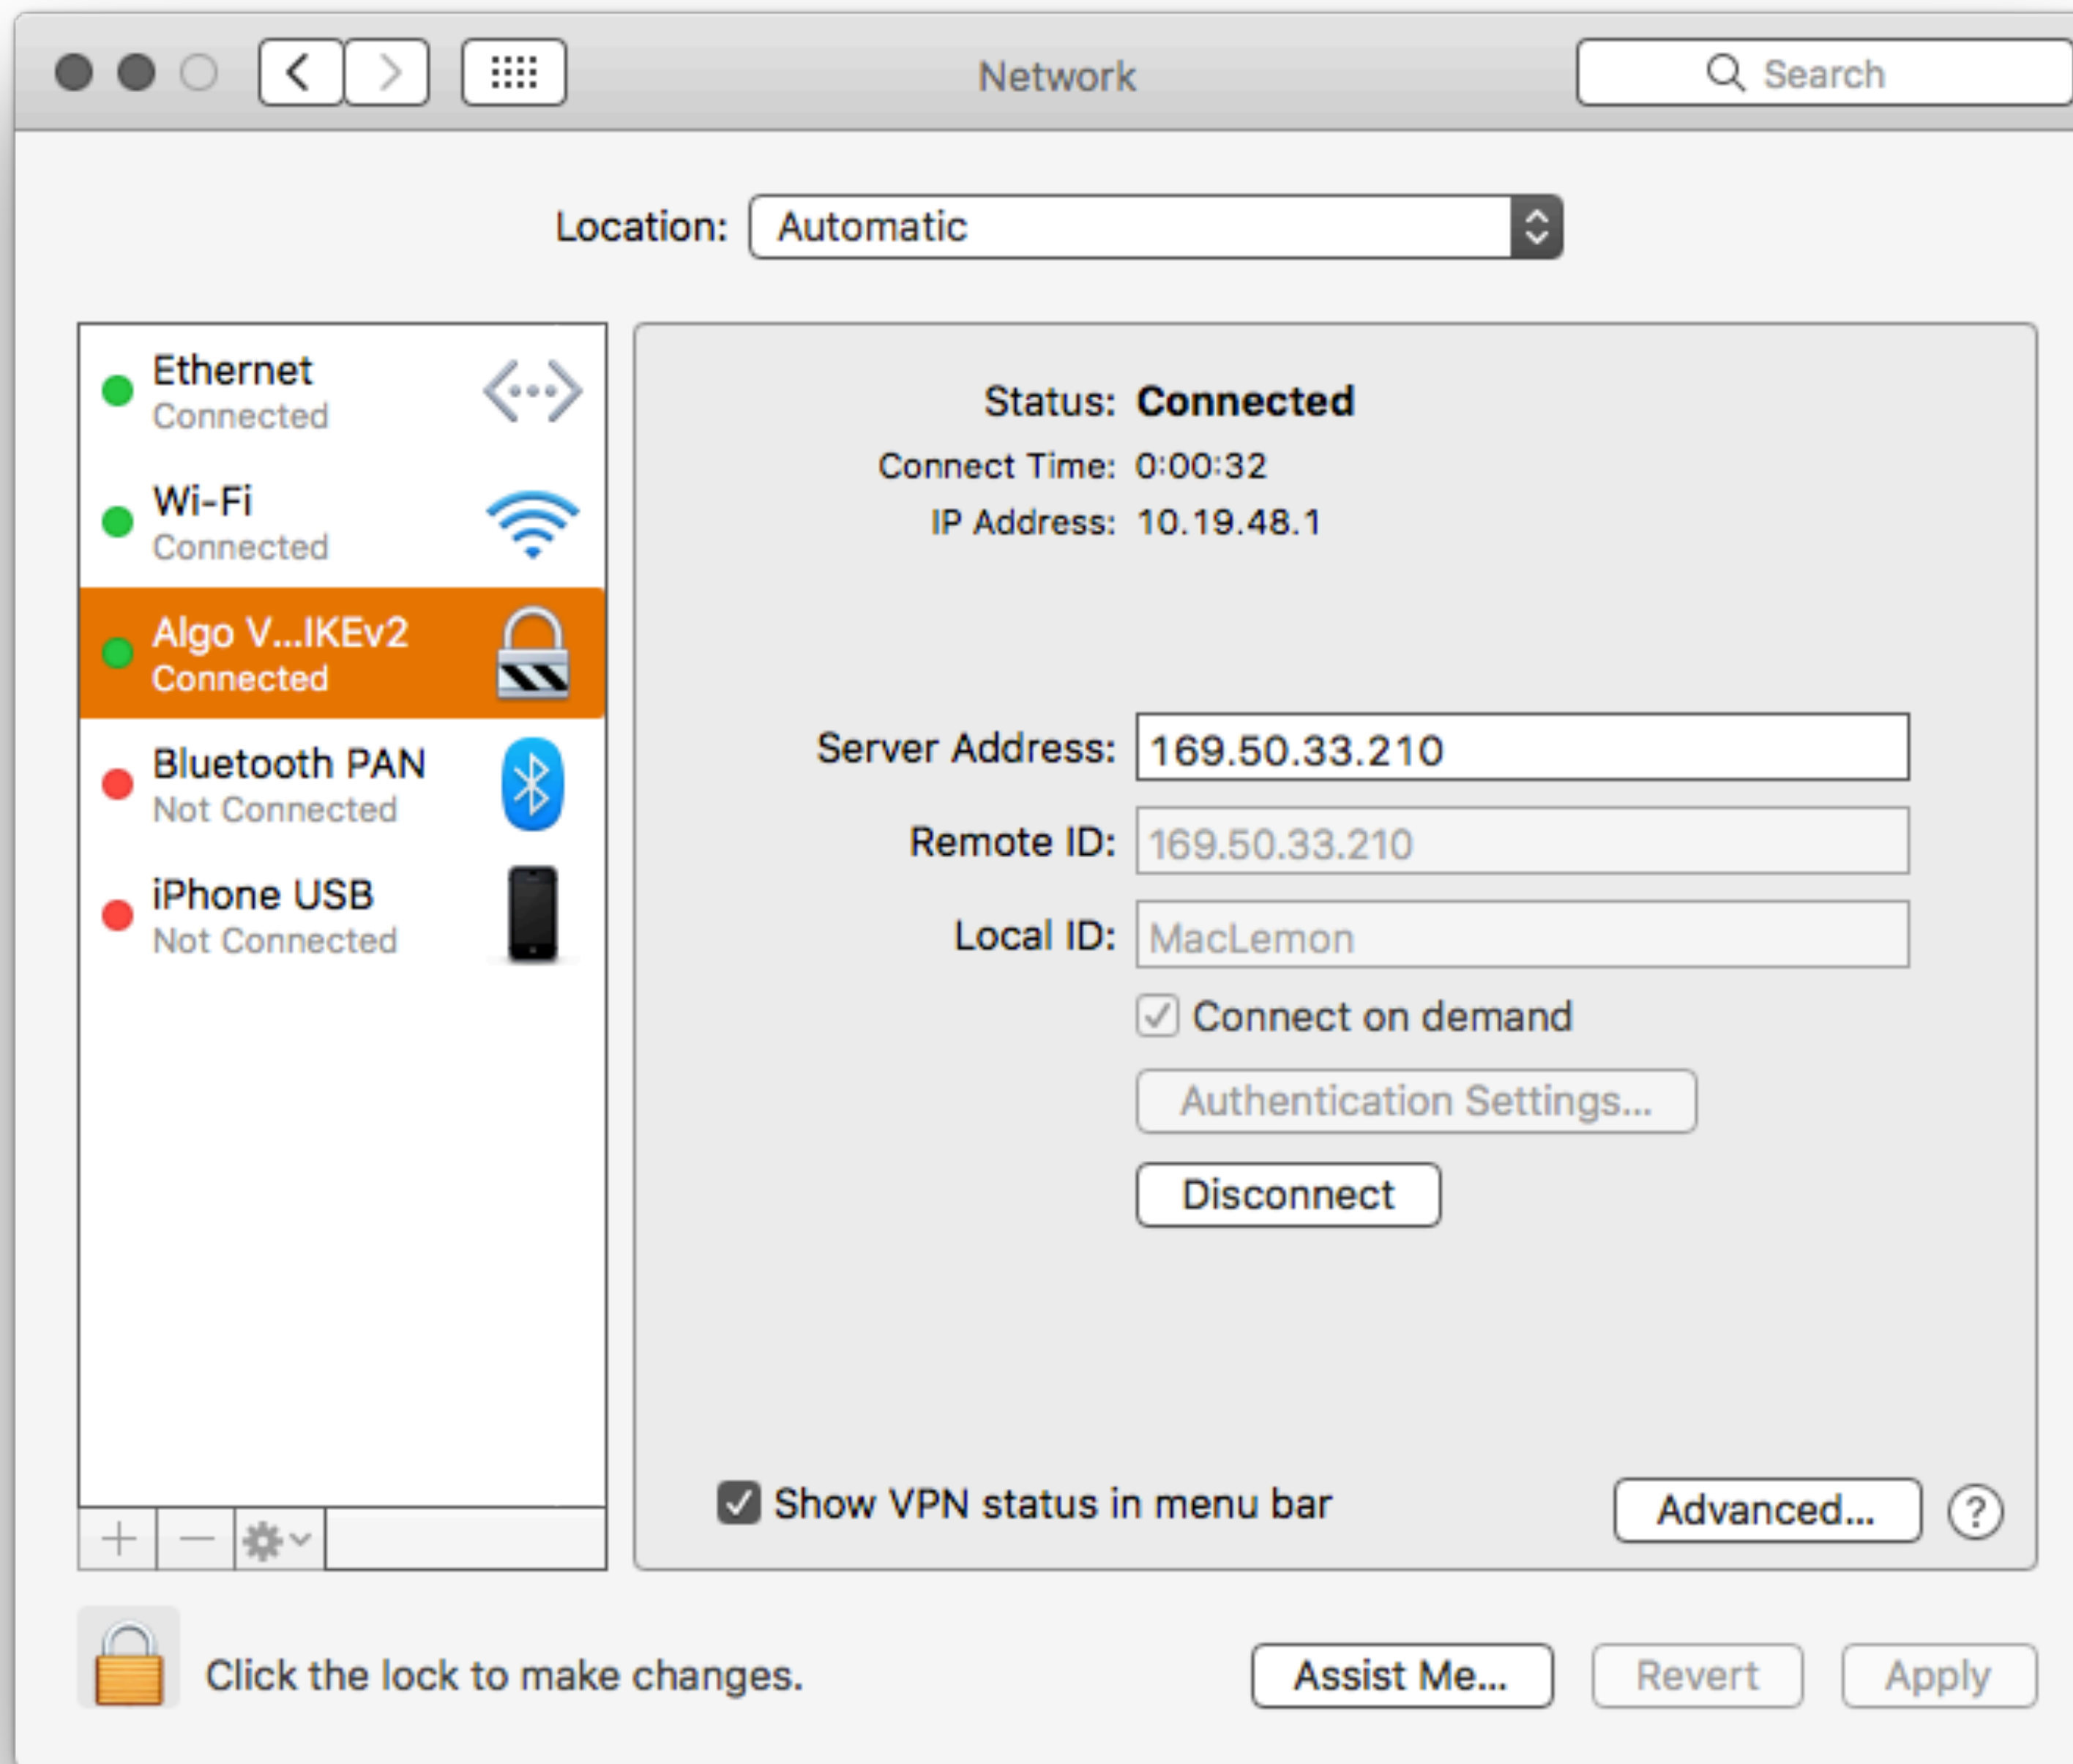 Network
Search
Location: Automatic
Ethernet
Connected
Wi-Fi
Connected
Algo V...IKEv2
Connected
Bluetooth PAN
Not Connected
iPhone USB
Not Connected
Status: Connected
Connect Time: 0:00:32
IP Address: 10.19.48.1
Server Address: 169.50.33.210
Remote ID: 169.50.33.210
Local ID: MacLemon
Connect on demand
Authentication Settings...
Disconnect
Show VPN status in menu bar
Advanced... ?
Click the lock to make changes.
Assist Me... Revert Apply